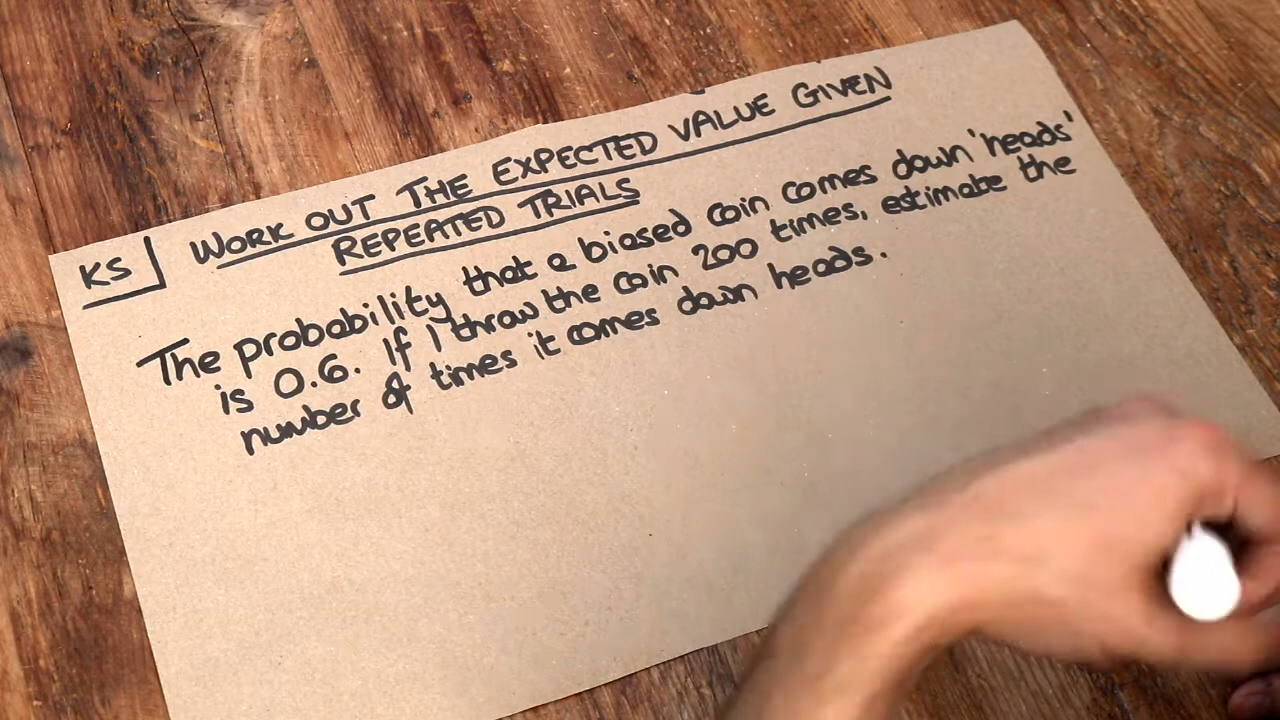 KS
WORK OUT THE EXPECTED VALUE GIVEN
REPEATED TRIALS
The probability that a biased coin comes down 'heads'
is 0.6. If I throw the coin 200 times, estimate the
number of times it comes down heads.